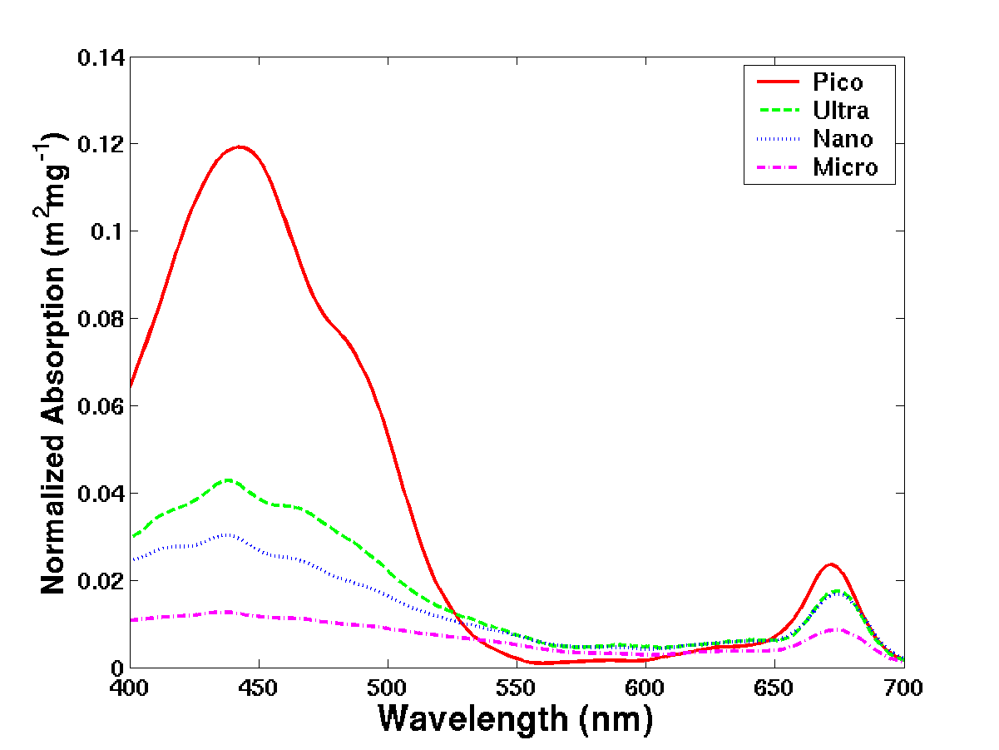 0.14
0.12
0.1
0.08
0.06
0.04
0.02
0
400 450 500 550 600 650 700
Normalized Absorption (m²mg⁻¹)
Wavelength (nm)
Pico
Ultra
Nano
Micro